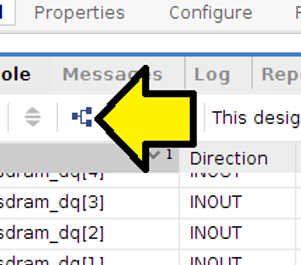 Properties Configure
ole Messages Log Rep
This desig
1 Direction
sdram_dq[4] INOUT
sdram_dq[3] INOUT
sdram_dq[2] INOUT
sdram_dq[1] INOUT